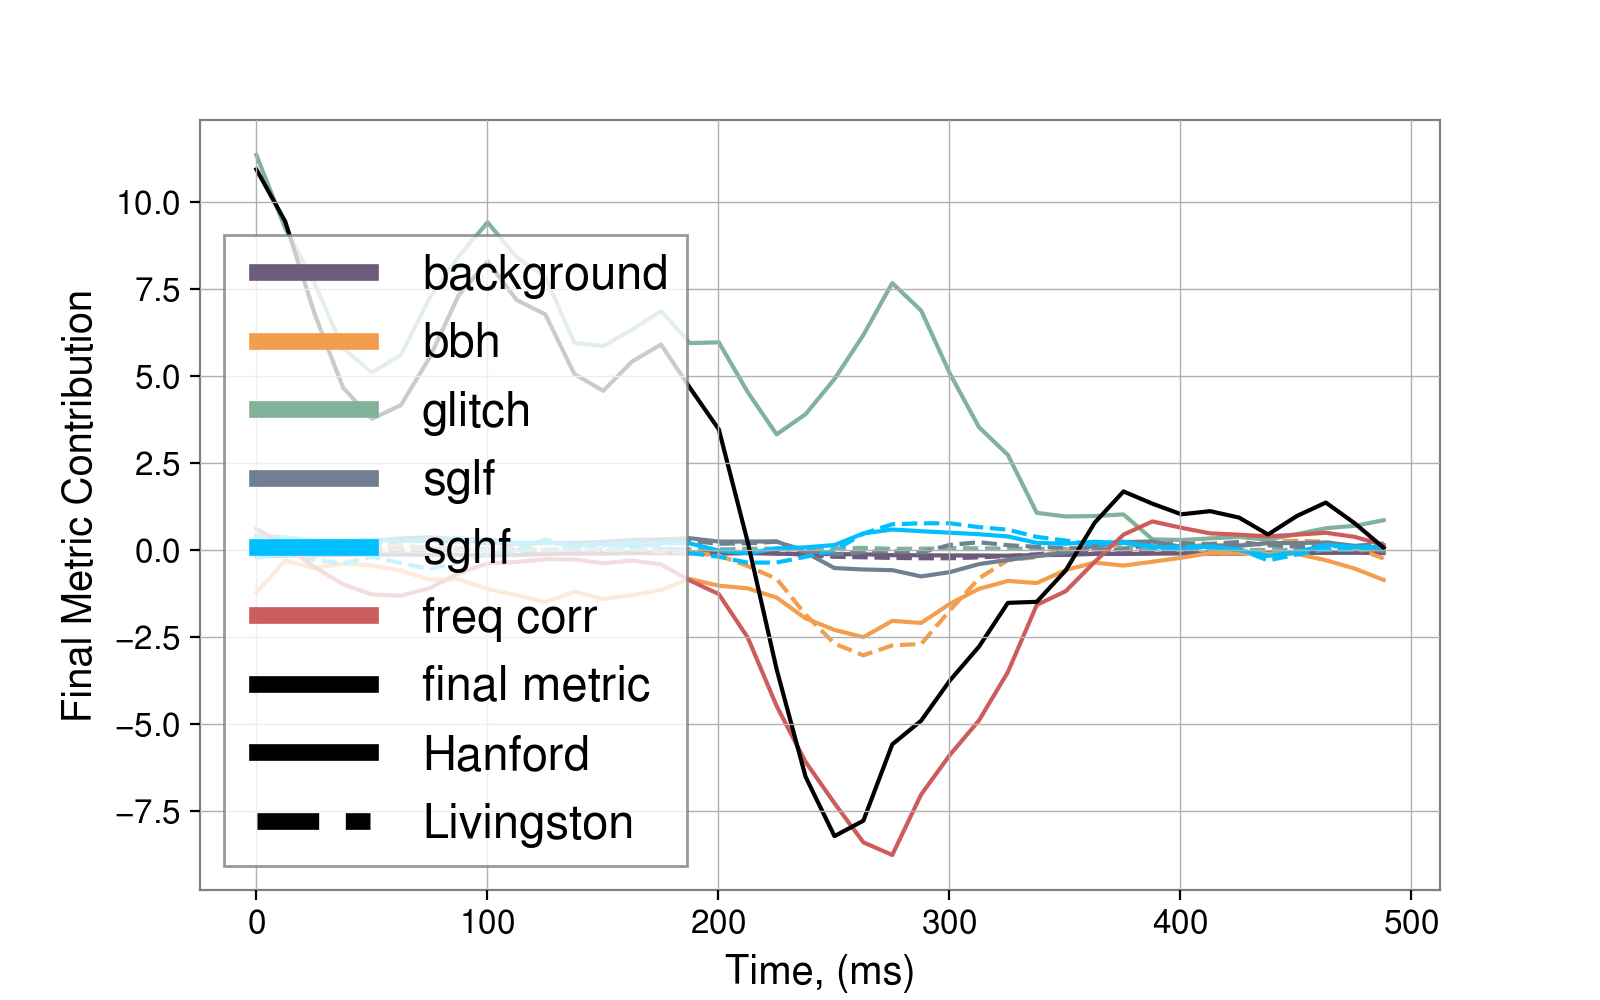 Final Metric Contribution
10.0
7.5
5.0
2.5
0.0
−2.5
−5.0
−7.5
background
bbh
glitch
sglf
sghf
freq corr
final metric
Hanford
Livingston
0 100 200 300 400 500
Time, (ms)